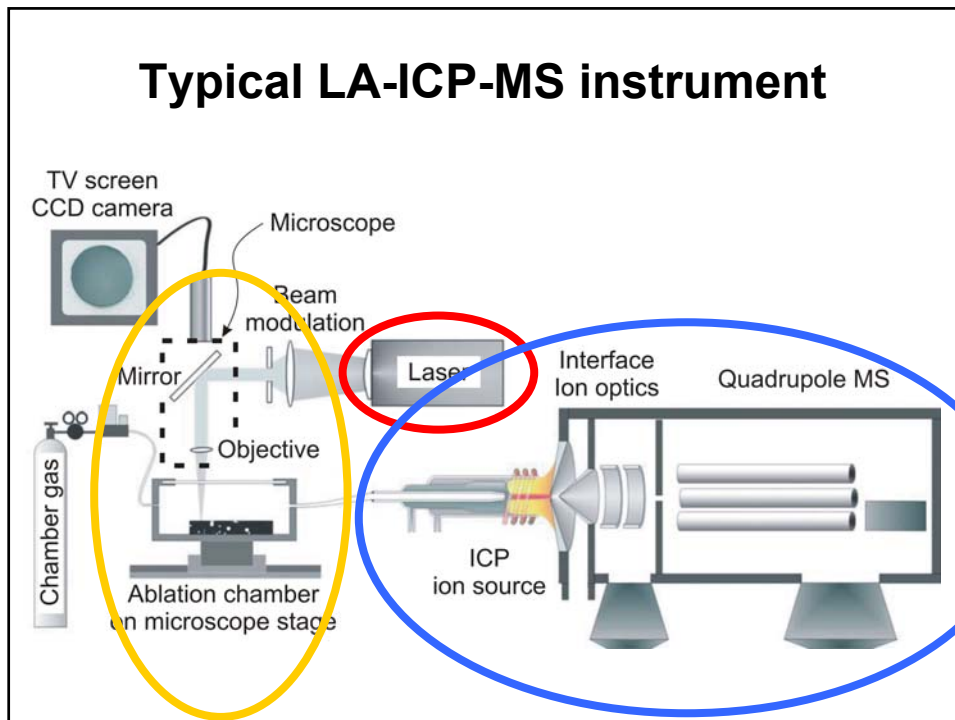 Typical LA-ICP-MS instrument
TV screen
CCD camera
Microscope
Beam
modulation
Mirror
Laser
Interface
Ion optics
Quadrupole MS
Objective
Chamber gas
ICP
ion source
Ablation chamber
on microscope stage